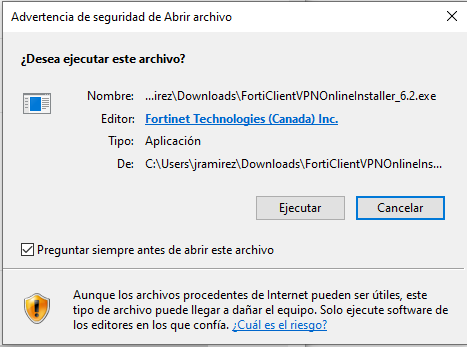 Advertencia de seguridad de Abrir archivo
¿Desea ejecutar este archivo?
Nombre: ...irez\Downloads\FortiClientVPNOnlineInstaller_6.2.exe
Editor: Fortinet Technologies (Canada) Inc.
Tipo: Aplicación
De: C:\Users\jramirez\Downloads\FortiClientVPNOnlineIns...
Ejecutar Cancelar
Preguntar siempre antes de abrir este archivo
Aunque los archivos procedentes de Internet pueden ser útiles, este
tipo de archivo puede llegar a dañar el equipo. Solo ejecute software de
los editores en los que confía. ¿Cuál es el riesgo?